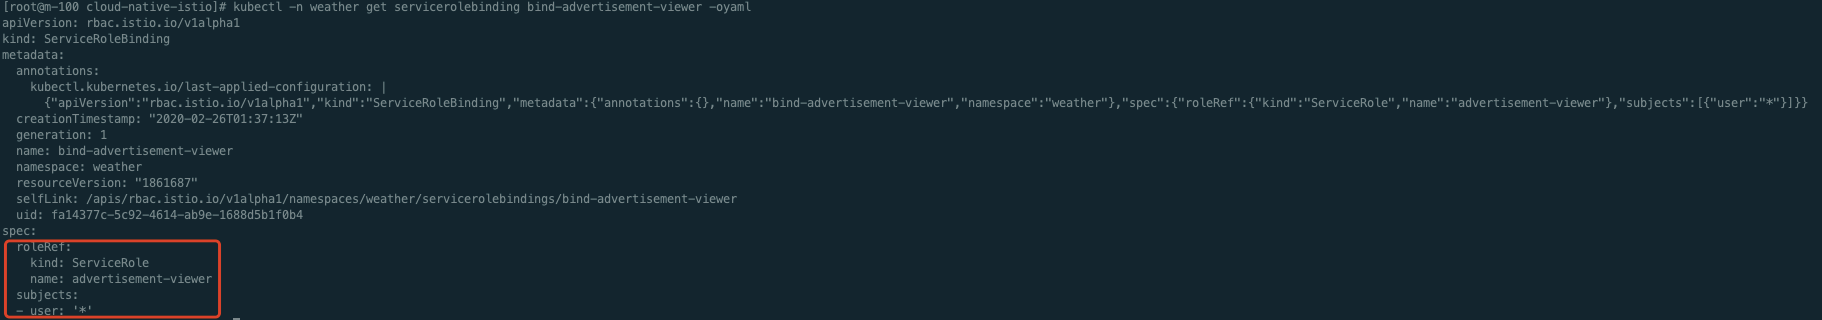 [root@m-100 cloud-native-istio]# kubectl -n weather get servicerolebinding bind-advertisement-viewer -oyaml
apiVersion: rbac.istio.io/v1alpha1
kind: ServiceRoleBinding
metadata:
  annotations:
    kubectl.kubernetes.io/last-applied-configuration: |
      {"apiVersion":"rbac.istio.io/v1alpha1","kind":"ServiceRoleBinding","metadata":{"annotations":{},"name":"bind-advertisement-viewer","namespace":"weather"},"spec":{"roleRef":{"kind":"ServiceRole","name":"advertisement-viewer"},"subjects":[{"user":"*"}]}}
  creationTimestamp: "2020-02-26T01:37:13Z"
  generation: 1
  name: bind-advertisement-viewer
  namespace: weather
  resourceVersion: "1861687"
  selfLink: /apis/rbac.istio.io/v1alpha1/namespaces/weather/servicerolebindings/bind-advertisement-viewer
  uid: fa14377c-5c92-4614-ab9e-1688d5b1f0b4
spec:
  roleRef:
    kind: ServiceRole
    name: advertisement-viewer
  subjects:
  - user: '*'